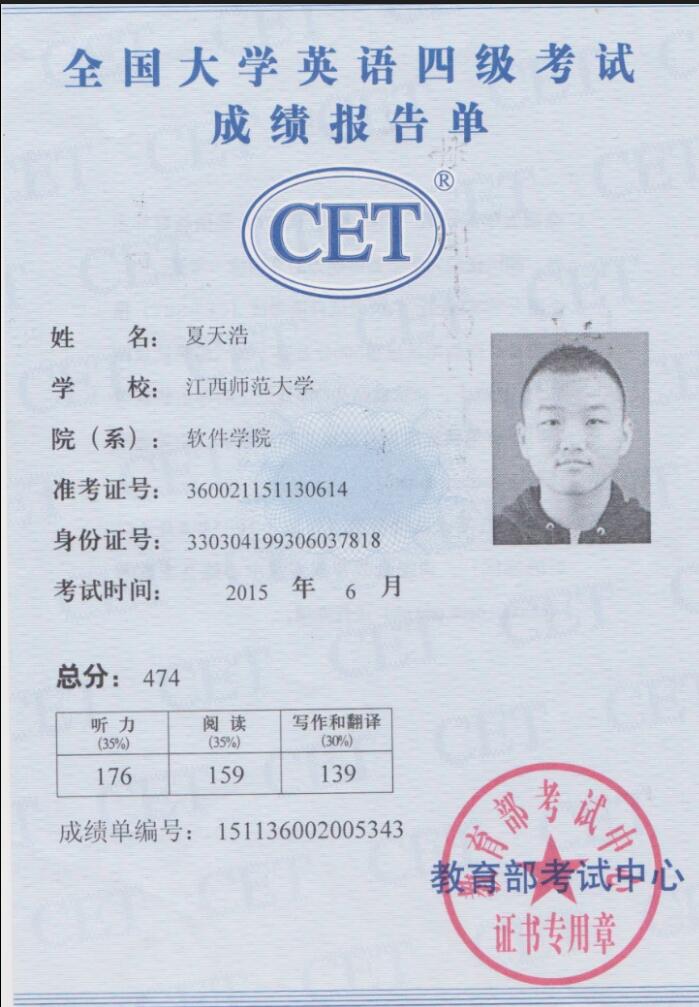 全国大学英语四级考试
成绩报告单
CET®
姓 名: 夏天浩
学 校: 江西师范大学
院（系）: 软件学院
准考证号: 360021151130614
身份证号: 330304199306037818
考试时间: 2015 年 6 月
总分: 474
听 力 阅 读 写作和翻译
(35%) (35%) (30%)
176 159 139
成绩单编号: 151136002005343
教育部考试中心
教育部考试中心
证书专用章